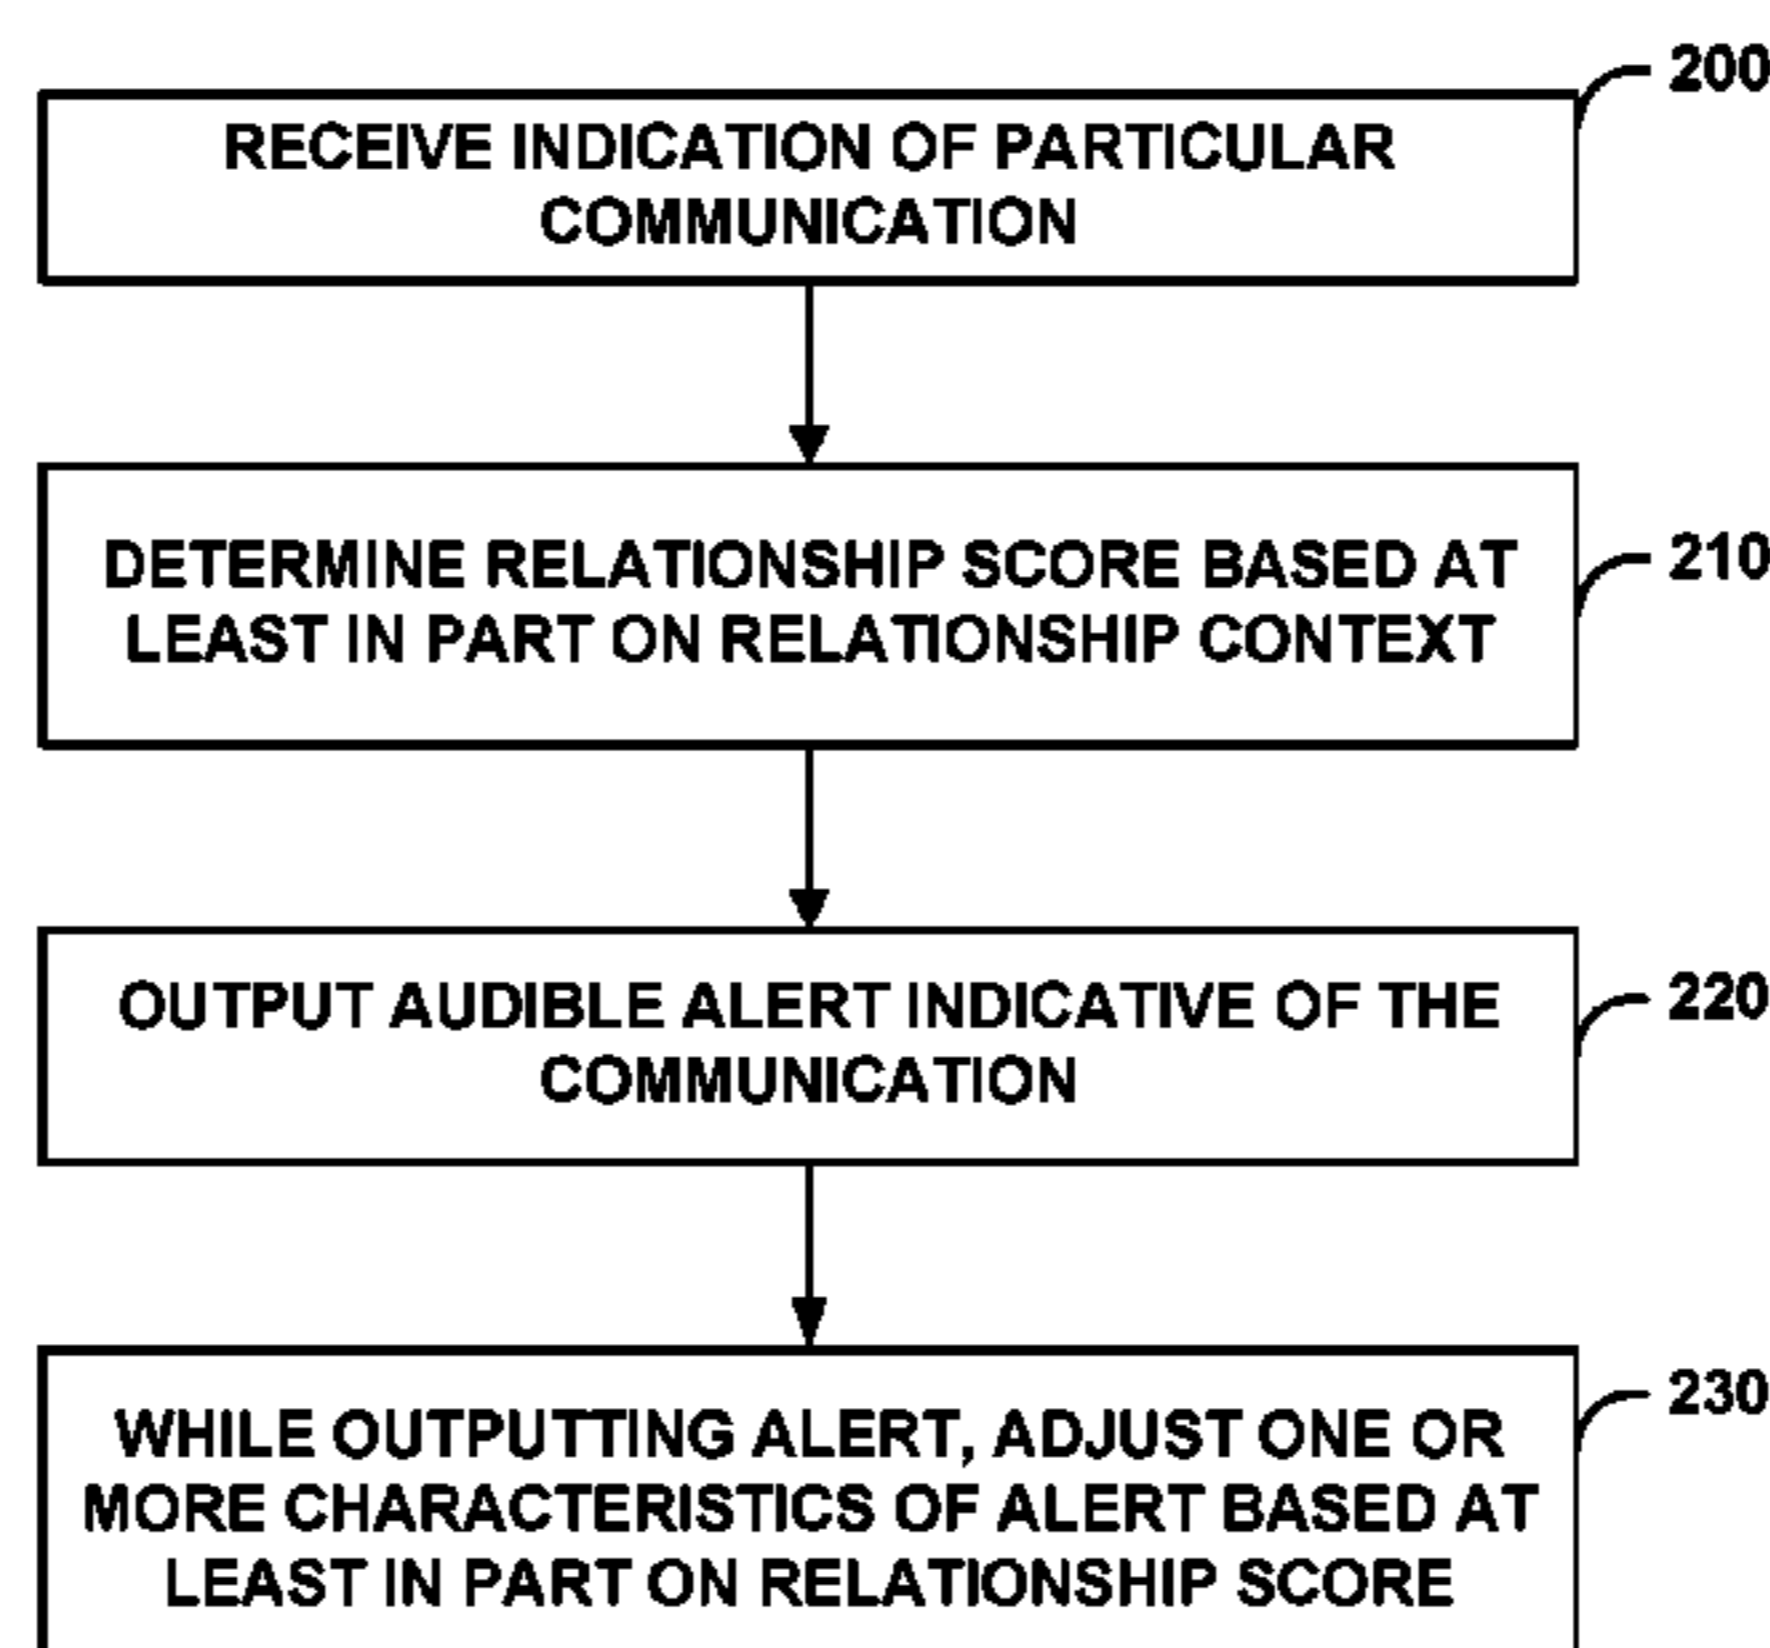 200
RECEIVE INDICATION OF PARTICULAR
COMMUNICATION
210
DETERMINE RELATIONSHIP SCORE BASED AT
LEAST IN PART ON RELATIONSHIP CONTEXT
220
OUTPUT AUDIBLE ALERT INDICATIVE OF THE
COMMUNICATION
230
WHILE OUTPUTTING ALERT, ADJUST ONE OR
MORE CHARACTERISTICS OF ALERT BASED AT
LEAST IN PART ON RELATIONSHIP SCORE